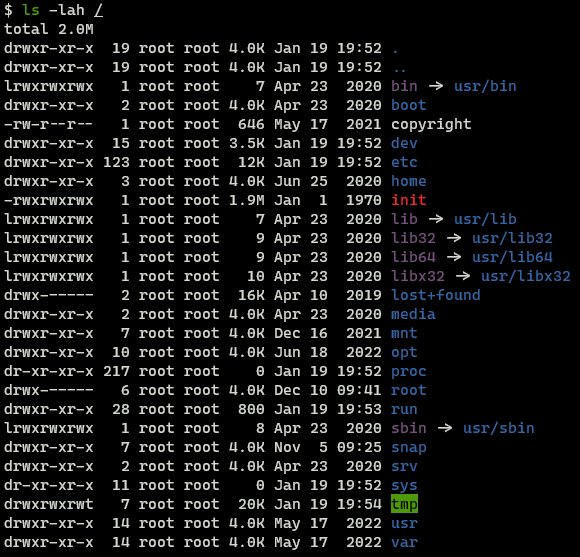 $ ls -lah /
total 2.0M
drwxr-xr-x  19 root root 4.0K Jan 19 19:52 .
drwxr-xr-x  19 root root 4.0K Jan 19 19:52 ..
lrwxrwxrwx   1 root root    7 Apr 23  2020 bin -> usr/bin
drwxr-xr-x   2 root root 4.0K Apr 23  2020 boot
-rw-r--r--   1 root root  646 May 17  2021 copyright
drwxr-xr-x  15 root root 3.5K Jan 19 19:52 dev
drwxr-xr-x 123 root root  12K Jan 19 19:52 etc
drwxr-xr-x   3 root root 4.0K Jun 25  2020 home
-rwxrwxrwx   1 root root 1.9M Jan  1  1970 init
lrwxrwxrwx   1 root root    7 Apr 23  2020 lib -> usr/lib
lrwxrwxrwx   1 root root    9 Apr 23  2020 lib32 -> usr/lib32
lrwxrwxrwx   1 root root    9 Apr 23  2020 lib64 -> usr/lib64
lrwxrwxrwx   1 root root   10 Apr 23  2020 libx32 -> usr/libx32
drwx------   2 root root  16K Apr 10  2019 lost+found
drwxr-xr-x   2 root root 4.0K Apr 23  2020 media
drwxr-xr-x   7 root root 4.0K Dec 16  2021 mnt
drwxr-xr-x  10 root root 4.0K Jun 18  2022 opt
dr-xr-xr-x 217 root root    0 Jan 19 19:52 proc
drwx------   6 root root 4.0K Dec 10 09:41 root
drwxr-xr-x  28 root root  800 Jan 19 19:53 run
lrwxrwxrwx   1 root root    8 Apr 23  2020 sbin -> usr/sbin
drwxr-xr-x   7 root root 4.0K Nov  5 09:25 snap
drwxr-xr-x   2 root root 4.0K Apr 23  2020 srv
dr-xr-xr-x  11 root root    0 Jan 19 19:52 sys
drwxrwxrwt   7 root root  20K Jan 19 19:54 tmp
drwxr-xr-x  14 root root 4.0K May 17  2022 usr
drwxr-xr-x  14 root root 4.0K May 17  2022 var